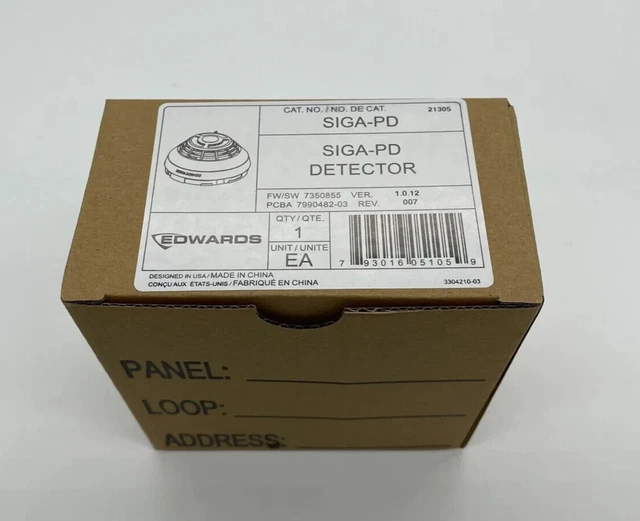 CAT. NO. / NO. DE CAT. 21305
SIGA-PD
SIGA-PD
DETECTOR
FW/SW 7350855 VER. 1.0.12
PCBA 7990482-03 REV. 007
EDWARDS
QTY./QTE.
1
UNIT / UNITE
EA
7 93016 05105 9
DESIGNED IN USA / MADE IN CHINA
CONÇU AUX ÉTATS-UNIS / FABRIQUÉ EN CHINA
3304210-03
PANEL:
LOOP:
ADDRESS: